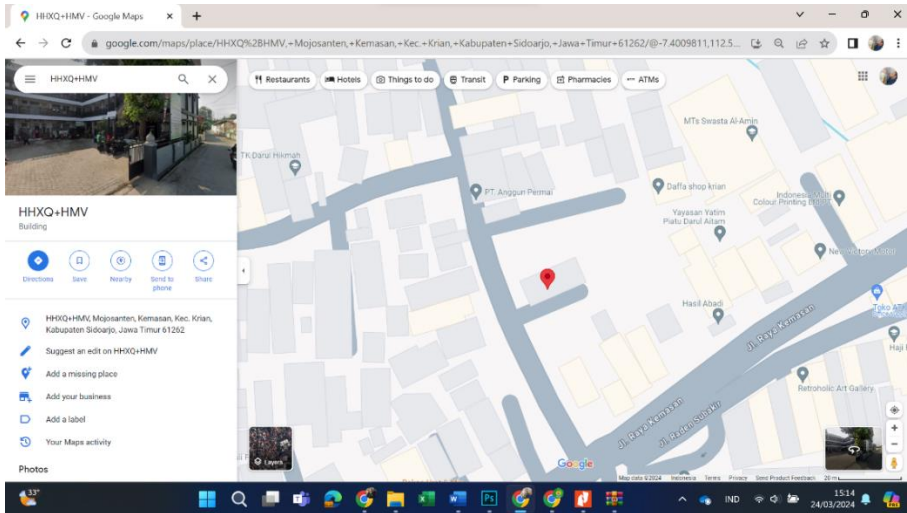 HHXQ+HMV - Google Maps
google.com/maps/place/HHXQ%2BHMV,+Mojosanten,+Kemasan,+Kec.+Krian,+Kabupaten+Sidoarjo,+Jawa+Timur+61262/@-7.4009811,112.5...
HHXQ+HMV
Restaurants
Hotels
Things to do
Transit
Parking
Pharmacies
ATMs
HHXQ+HMV
Building
Directions
Save
Nearby
Send to
phone
Share
HHXQ+HMV, Mojosanten, Kemasan, Kec. Krian,
Kabupaten Sidoarjo, Jawa Timur 61262
Suggest an edit on HHXQ+HMV
Add a missing place
Add your business
Add a label
Your Maps activity
Photos
TK Darul Hikmah
PT. Anggun Permai
MTs Swasta Al-Amin
Daffa shop krian
Yayasan Yatim
Piatu Darul Aitam
Hasil Abadi
Jl. Raya Kemasan
Jl. Raya Kemasan
Jl. Raden Subakir
Retroholic Art Gallery
Haji
Layers
Google
Map data ©2024
Indonesia
Terms
Privacy
Send Product Feedback
20 m
33°
IND
15:14
24/03/2024